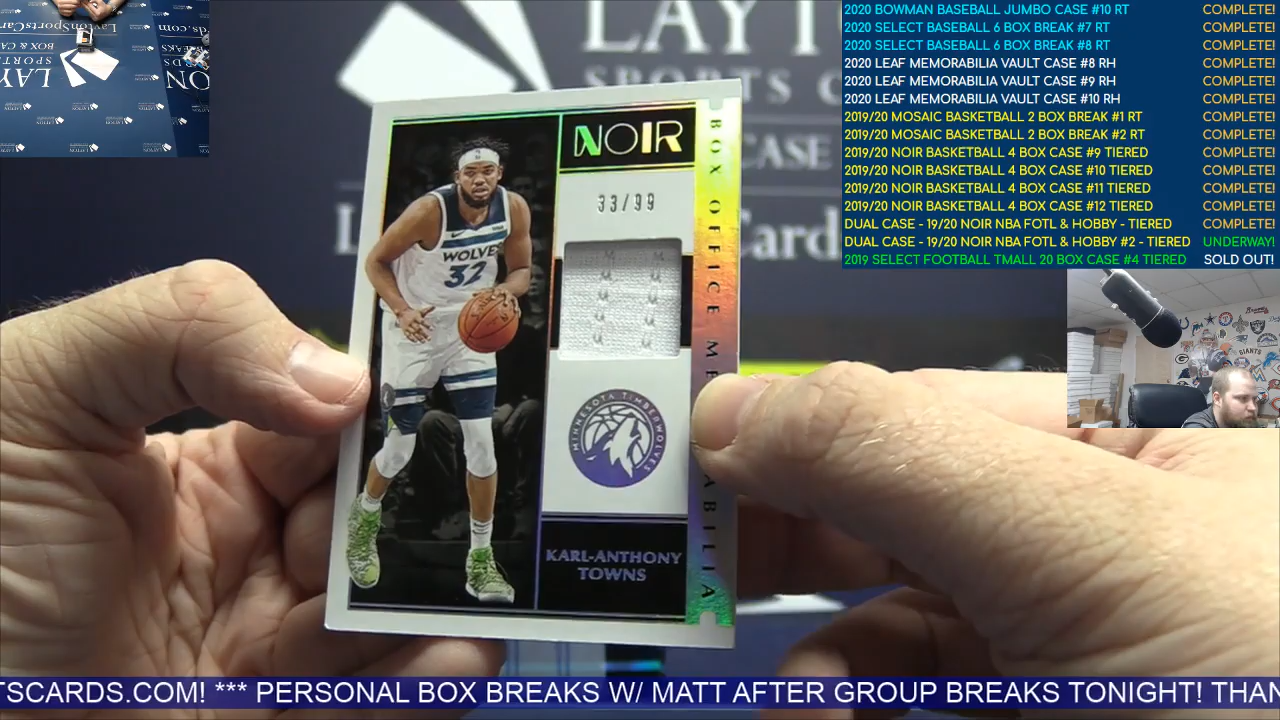 2020 BOWMAN BASEBALL JUMBO CASE #10 RT COMPLETE!
2020 SELECT BASEBALL 6 BOX BREAK #7 RT COMPLETE!
2020 SELECT BASEBALL 6 BOX BREAK #8 RT COMPLETE!
2020 LEAF MEMORABILIA VAULT CASE #8 RH COMPLETE!
2020 LEAF MEMORABILIA VAULT CASE #9 RH COMPLETE!
2020 LEAF MEMORABILIA VAULT CASE #10 RH COMPLETE!
2019/20 MOSAIC BASKETBALL 2 BOX BREAK #1 RT COMPLETE!
2019/20 MOSAIC BASKETBALL 2 BOX BREAK #2 RT COMPLETE!
2019/20 NOIR BASKETBALL 4 BOX CASE #9 TIERED COMPLETE!
2019/20 NOIR BASKETBALL 4 BOX CASE #10 TIERED COMPLETE!
2019/20 NOIR BASKETBALL 4 BOX CASE #11 TIERED COMPLETE!
2019/20 NOIR BASKETBALL 4 BOX CASE #12 TIERED COMPLETE!
DUAL CASE - 19/20 NOIR NBA FOTL & HOBBY - TIERED COMPLETE!
DUAL CASE - 19/20 NOIR NBA FOTL & HOBBY #2 - TIERED UNDERWAY!
2019 SELECT FOOTBALL TMALL 20 BOX CASE #4 TIERED SOLD OUT!
LAYT
SPORTS C
CASE
L
Card
NOIR
33/99
BOX OFFICE ME
ABILIA
WOLVES
32
MINNESOTA TIMBERWOLVES
KARL-ANTHONY
TOWNS
GIANTS
TSCARDS.COM! *** PERSONAL BOX BREAKS W/ MATT AFTER GROUP BREAKS TONIGHT! THAN